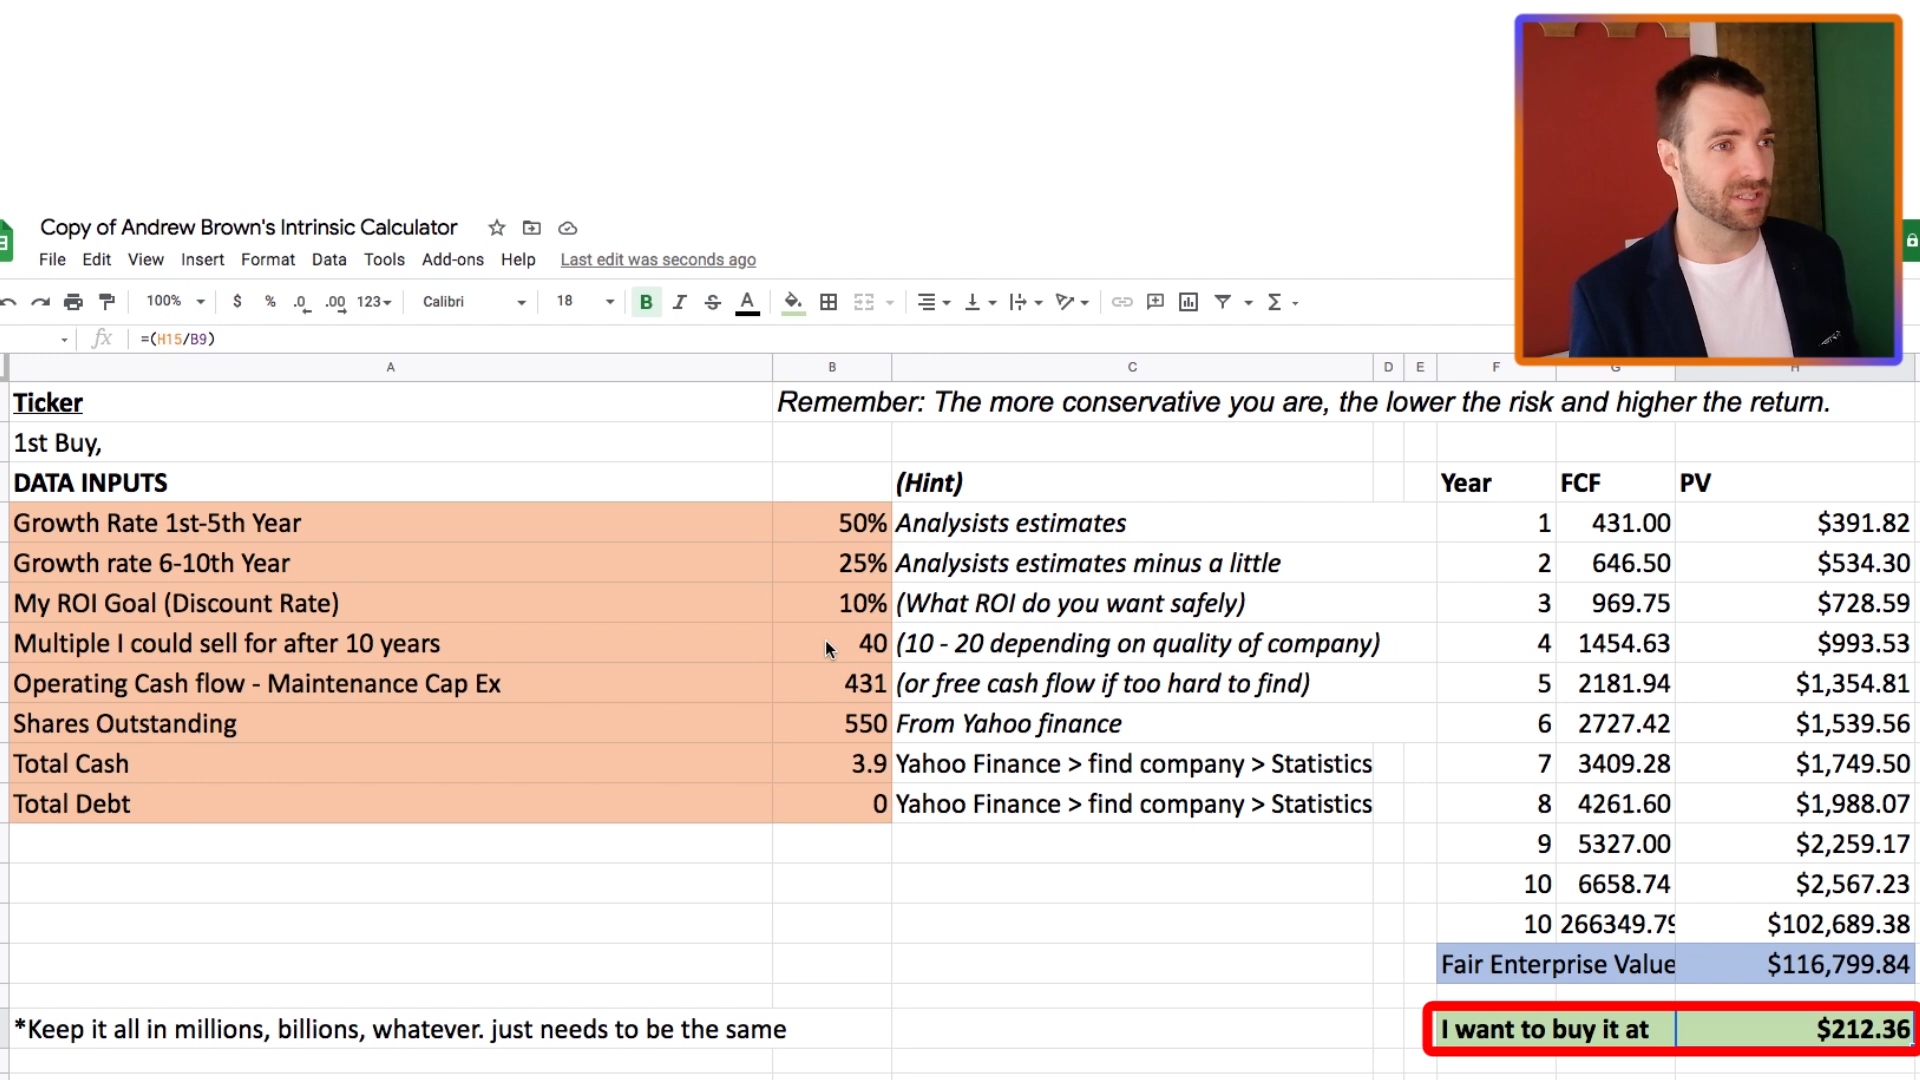 Copy of Andrew Brown's Intrinsic Calculator
File Edit View Insert Format Data Tools Add-ons Help Last edit was seconds ago
100% $ % .0 .00 123 Calibri 18 B I S A Σ
fx =(H15/B9)
A B C D E F G H
Ticker Remember: The more conservative you are, the lower the risk and higher the return.
1st Buy,
DATA INPUTS (Hint) Year FCF PV
Growth Rate 1st-5th Year 50% Analysists estimates 1 431.00 $391.82
Growth rate 6-10th Year 25% Analysists estimates minus a little 2 646.50 $534.30
My ROI Goal (Discount Rate) 10% (What ROI do you want safely) 3 969.75 $728.59
Multiple I could sell for after 10 years 40 (10 - 20 depending on quality of company) 4 1454.63 $993.53
Operating Cash flow - Maintenance Cap Ex 431 (or free cash flow if too hard to find) 5 2181.94 $1,354.81
Shares Outstanding 550 From Yahoo finance 6 2727.42 $1,539.56
Total Cash 3.9 Yahoo Finance > find company > Statistics 7 3409.28 $1,749.50
Total Debt 0 Yahoo Finance > find company > Statistics 8 4261.60 $1,988.07
9 5327.00 $2,259.17
10 6658.74 $2,567.23
10 266349.79 $102,689.38
Fair Enterprise Value $116,799.84
*Keep it all in millions, billions, whatever. just needs to be the same I want to buy it at $212.36